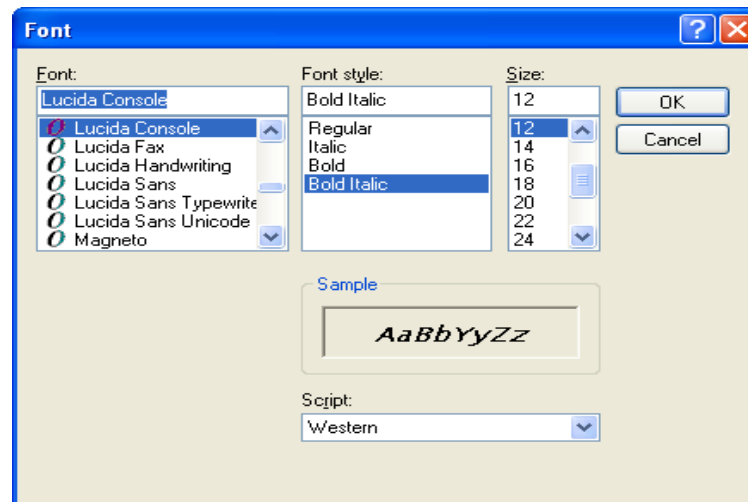 Font
Font:
Lucida Console
Lucida Console
Lucida Fax
Lucida Handwriting
Lucida Sans
Lucida Sans Typewrite
Lucida Sans Unicode
Magneto
Font style:
Bold Italic
Regular
Italic
Bold
Bold Italic
Size:
12
12
14
16
18
20
22
24
OK
Cancel
Sample
AaBbYyZz
Script:
Western